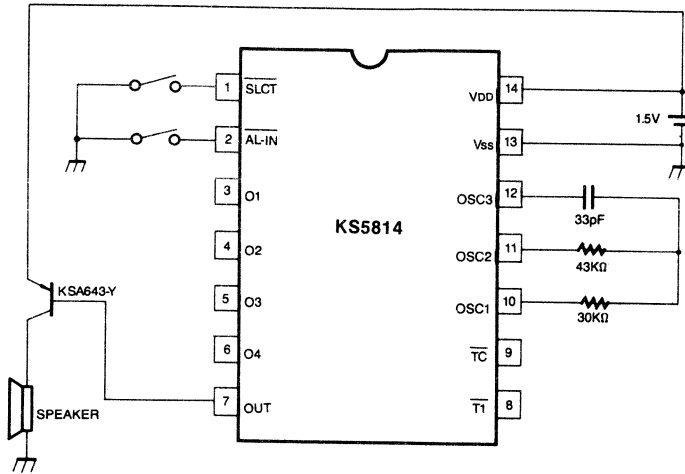 1 SLCT
2 AL-IN
3 O1
4 O2
5 O3
6 O4
7 OUT
KS5814
VDD 14
VSS 13
OSC3 12
OSC2 11
OSC1 10
TC 9
T1 8
1.5V
33pF
43KΩ
30KΩ
KSA643-Y
SPEAKER